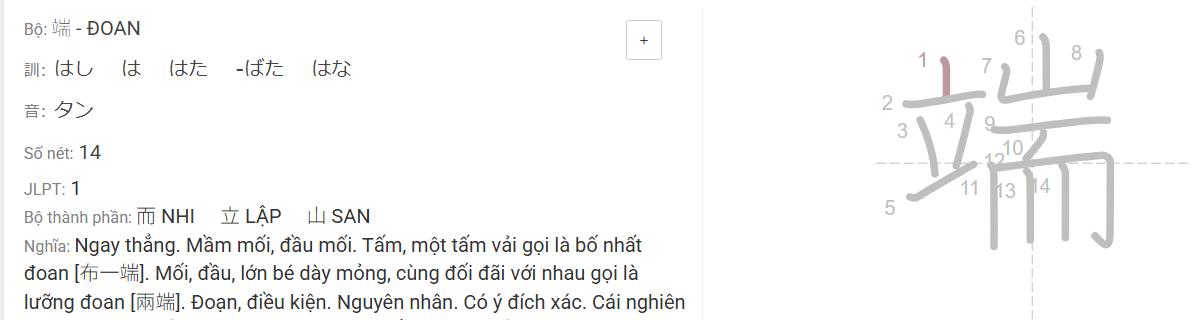 Bộ: 端 - ĐOAN
+
訓: はし は はた -ばた はな
音: タン
Số nét: 14
JLPT: 1
Bộ thành phần: 而 NHI 立 LẬP 山 SAN
Nghĩa: Ngay thẳng. Mầm mối, đầu mối. Tấm, một tấm vải gọi là bố nhất
đoan [布一端]. Mối, đầu, lớn bé dày mỏng, cùng đối đãi với nhau gọi là
lưỡng đoan [兩端]. Đoạn, điều kiện. Nguyên nhân. Có ý đích xác. Cái nghiên
端
1
2
3
4
5
6
7
8
9
10
11
12
13
14